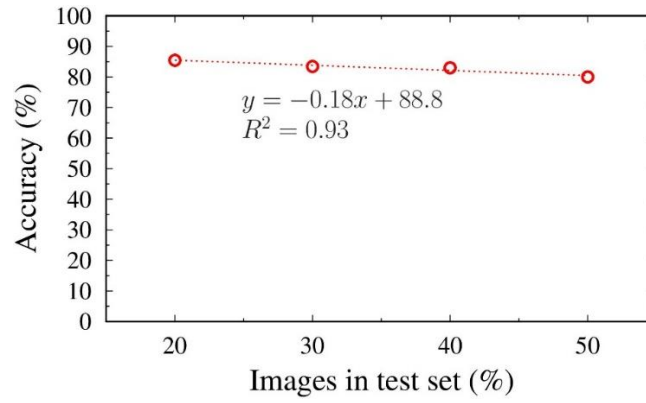 100
90
80
70
60
50
40
30
20
10
0
Accuracy (%)
y = −0.18x + 88.8
R² = 0.93
20 30 40 50
Images in test set (%)